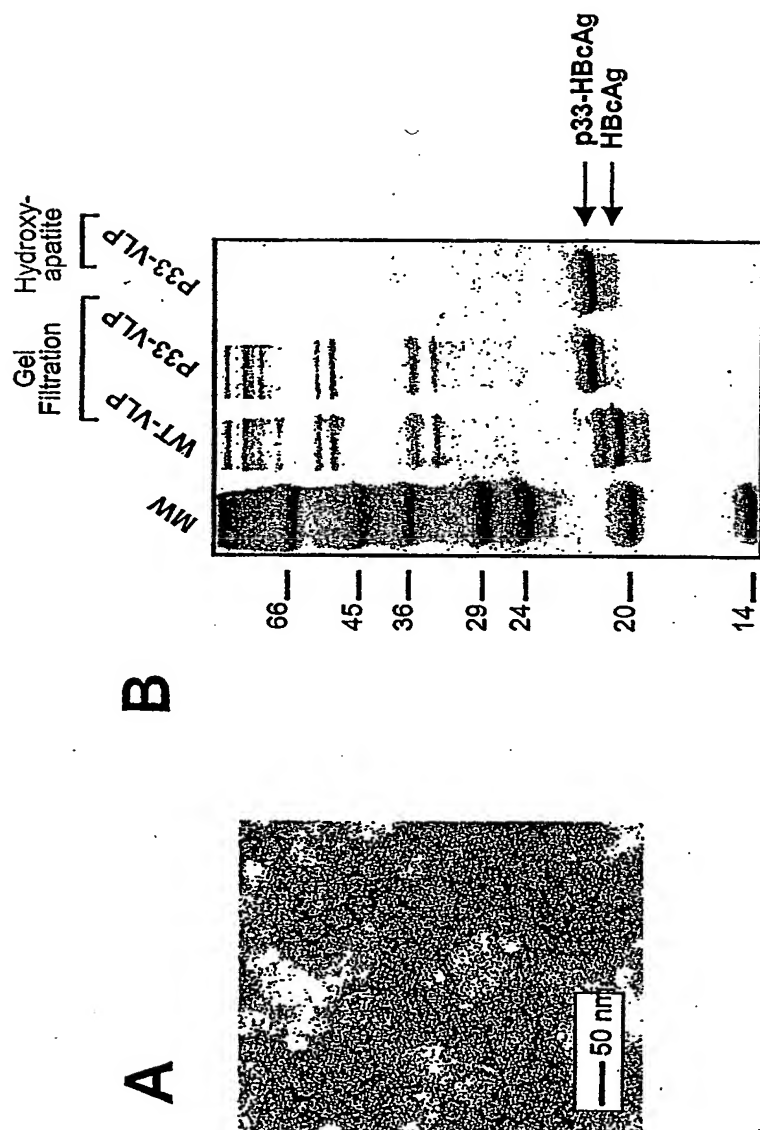 A
50 nm
B
Gel
Filtration
Hydroxy-
apatite
MW
WT-VLP
P33-VLP
P33-VLP
66
45
36
29
24
20
14
p33-HBcAg
HBcAg